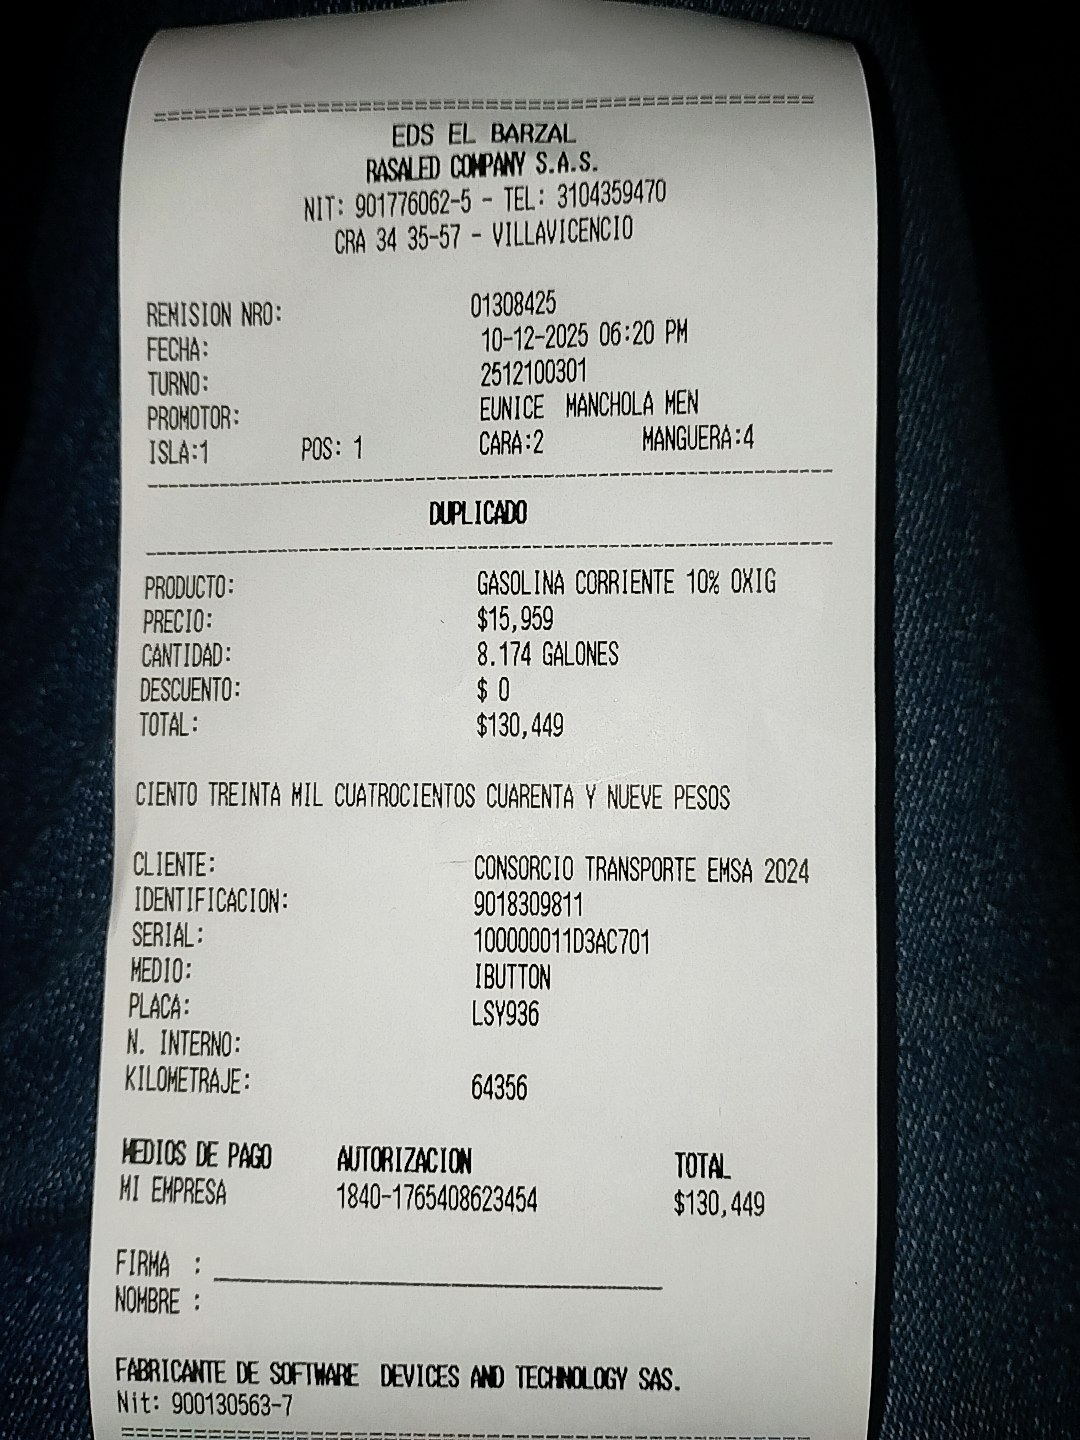 ==================================================
EDS EL BARZAL
RASALED COMPANY S.A.S.
NIT: 901776062-5 - TEL: 3104359470
CRA 34 35-57 - VILLAVICENCIO
REMISION NRO: 01308425
FECHA: 10-12-2025 06:20 PM
TURNO: 2512100301
PROMOTOR: EUNICE MANCHOLA MEN
ISLA:1 POS: 1 CARA:2 MANGUERA:4
DUPLICADO
PRODUCTO: GASOLINA CORRIENTE 10% OXIG
PRECIO: $15,959
CANTIDAD: 8.174 GALONES
DESCUENTO: $ 0
TOTAL: $130,449
CIENTO TREINTA MIL CUATROCIENTOS CUARENTA Y NUEVE PESOS
CLIENTE: CONSORCIO TRANSPORTE EMSA 2024
IDENTIFICACION: 9018309811
SERIAL: 100000011D3AC701
MEDIO: IBUTTON
PLACA: LSY936
N. INTERNO:
KILOMETRAJE: 64356
MEDIOS DE PAGO AUTORIZACION TOTAL
MI EMPRESA 1840-1765408623454 $130,449
FIRMA :
NOMBRE :
FABRICANTE DE SOFTWARE DEVICES AND TECHNOLOGY SAS.
Nit: 900130563-7